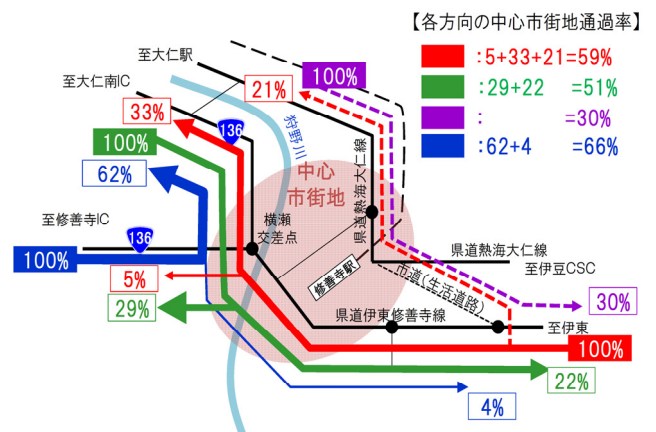 【各方向の中心市街地通過率】
:5+33+21=59%
:29+22 =51%
: =30%
:62+4 =66%
至大仁駅
至大仁南IC
21%
100%
33%
136
狩野川
100%
62%
中心
市街地
県道熱海大仁線
至修善寺IC
136
横瀬
交差点
100%
修善寺駅
県道熱海大仁線
至伊豆CSC
市道(生活道路)
5%
29%
30%
県道伊東修善寺線
至伊東
100%
22%
4%